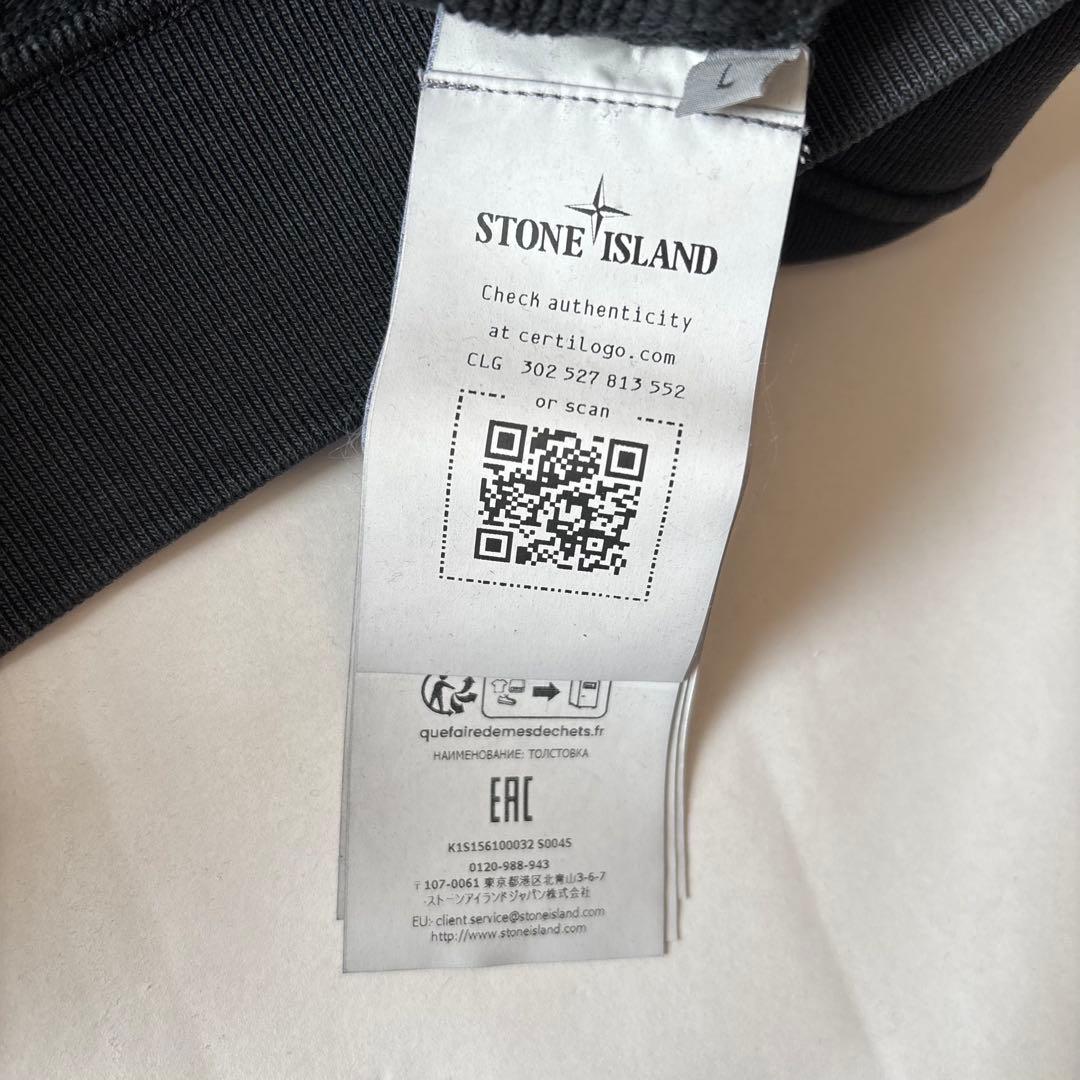 L
STONE ISLAND
Check authenticity
at certilogo.com
CLG 302 527 813 552
or scan
quefairedemesdechets.fr
НАИМЕНОВАНИЕ: ТОЛСТОВКА
EAC
K1S156100032 S0045
0120-988-943
〒107-0061 東京都港区北青山3-6-7
ストーンアイランドジャパン株式会社
EU: client.service@stoneisland.com
http://www.stoneisland.com